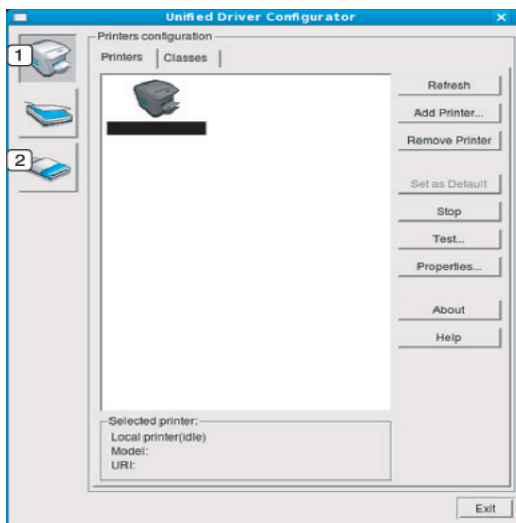 Unified Driver Configurator
1
2
Printers configuration
Printers
Classes
Refresh
Add Printer...
Remove Printer
Set as Default
Stop
Test...
Properties...
About
Help
Selected printer:
Local printer(idle)
Model:
URI:
Exit